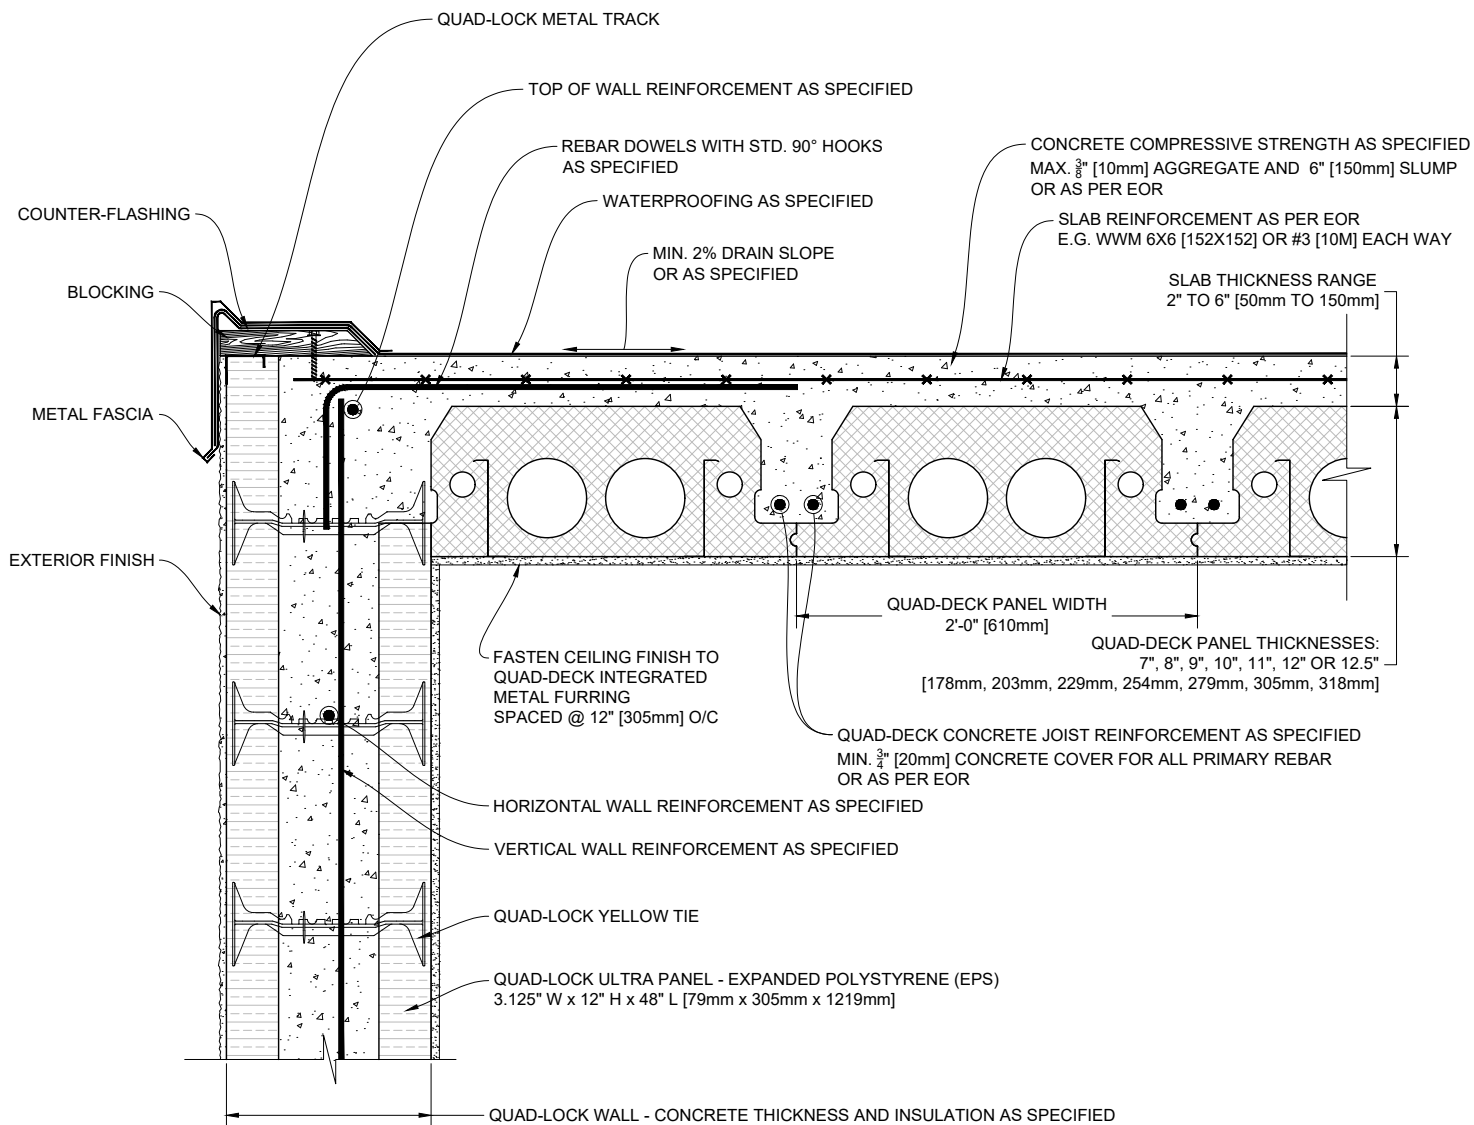 QUAD-LOCK METAL TRACK
TOP OF WALL REINFORCEMENT AS SPECIFIED
REBAR DOWELS WITH STD. 90° HOOKS
AS SPECIFIED
WATERPROOFING AS SPECIFIED
MIN. 2% DRAIN SLOPE
OR AS SPECIFIED
CONCRETE COMPRESSIVE STRENGTH AS SPECIFIED
MAX. 3/8" [10mm] AGGREGATE AND 6" [150mm] SLUMP
OR AS PER EOR
SLAB REINFORCEMENT AS PER EOR
E.G. WWM 6X6 [152X152] OR #3 [10M] EACH WAY
SLAB THICKNESS RANGE
2" TO 6" [50mm TO 150mm]
COUNTER-FLASHING
BLOCKING
METAL FASCIA
EXTERIOR FINISH
QUAD-DECK PANEL WIDTH
2'-0" [610mm]
QUAD-DECK PANEL THICKNESSES:
7", 8", 9", 10", 11", 12" OR 12.5"
[178mm, 203mm, 229mm, 254mm, 279mm, 305mm, 318mm]
FASTEN CEILING FINISH TO
QUAD-DECK INTEGRATED
METAL FURRING
SPACED @ 12" [305mm] O/C
QUAD-DECK CONCRETE JOIST REINFORCEMENT AS SPECIFIED
MIN. 3/4" [20mm] CONCRETE COVER FOR ALL PRIMARY REBAR
OR AS PER EOR
HORIZONTAL WALL REINFORCEMENT AS SPECIFIED
VERTICAL WALL REINFORCEMENT AS SPECIFIED
QUAD-LOCK YELLOW TIE
QUAD-LOCK ULTRA PANEL - EXPANDED POLYSTYRENE (EPS)
3.125" W x 12" H x 48" L [79mm x 305mm x 1219mm]
QUAD-LOCK WALL - CONCRETE THICKNESS AND INSULATION AS SPECIFIED